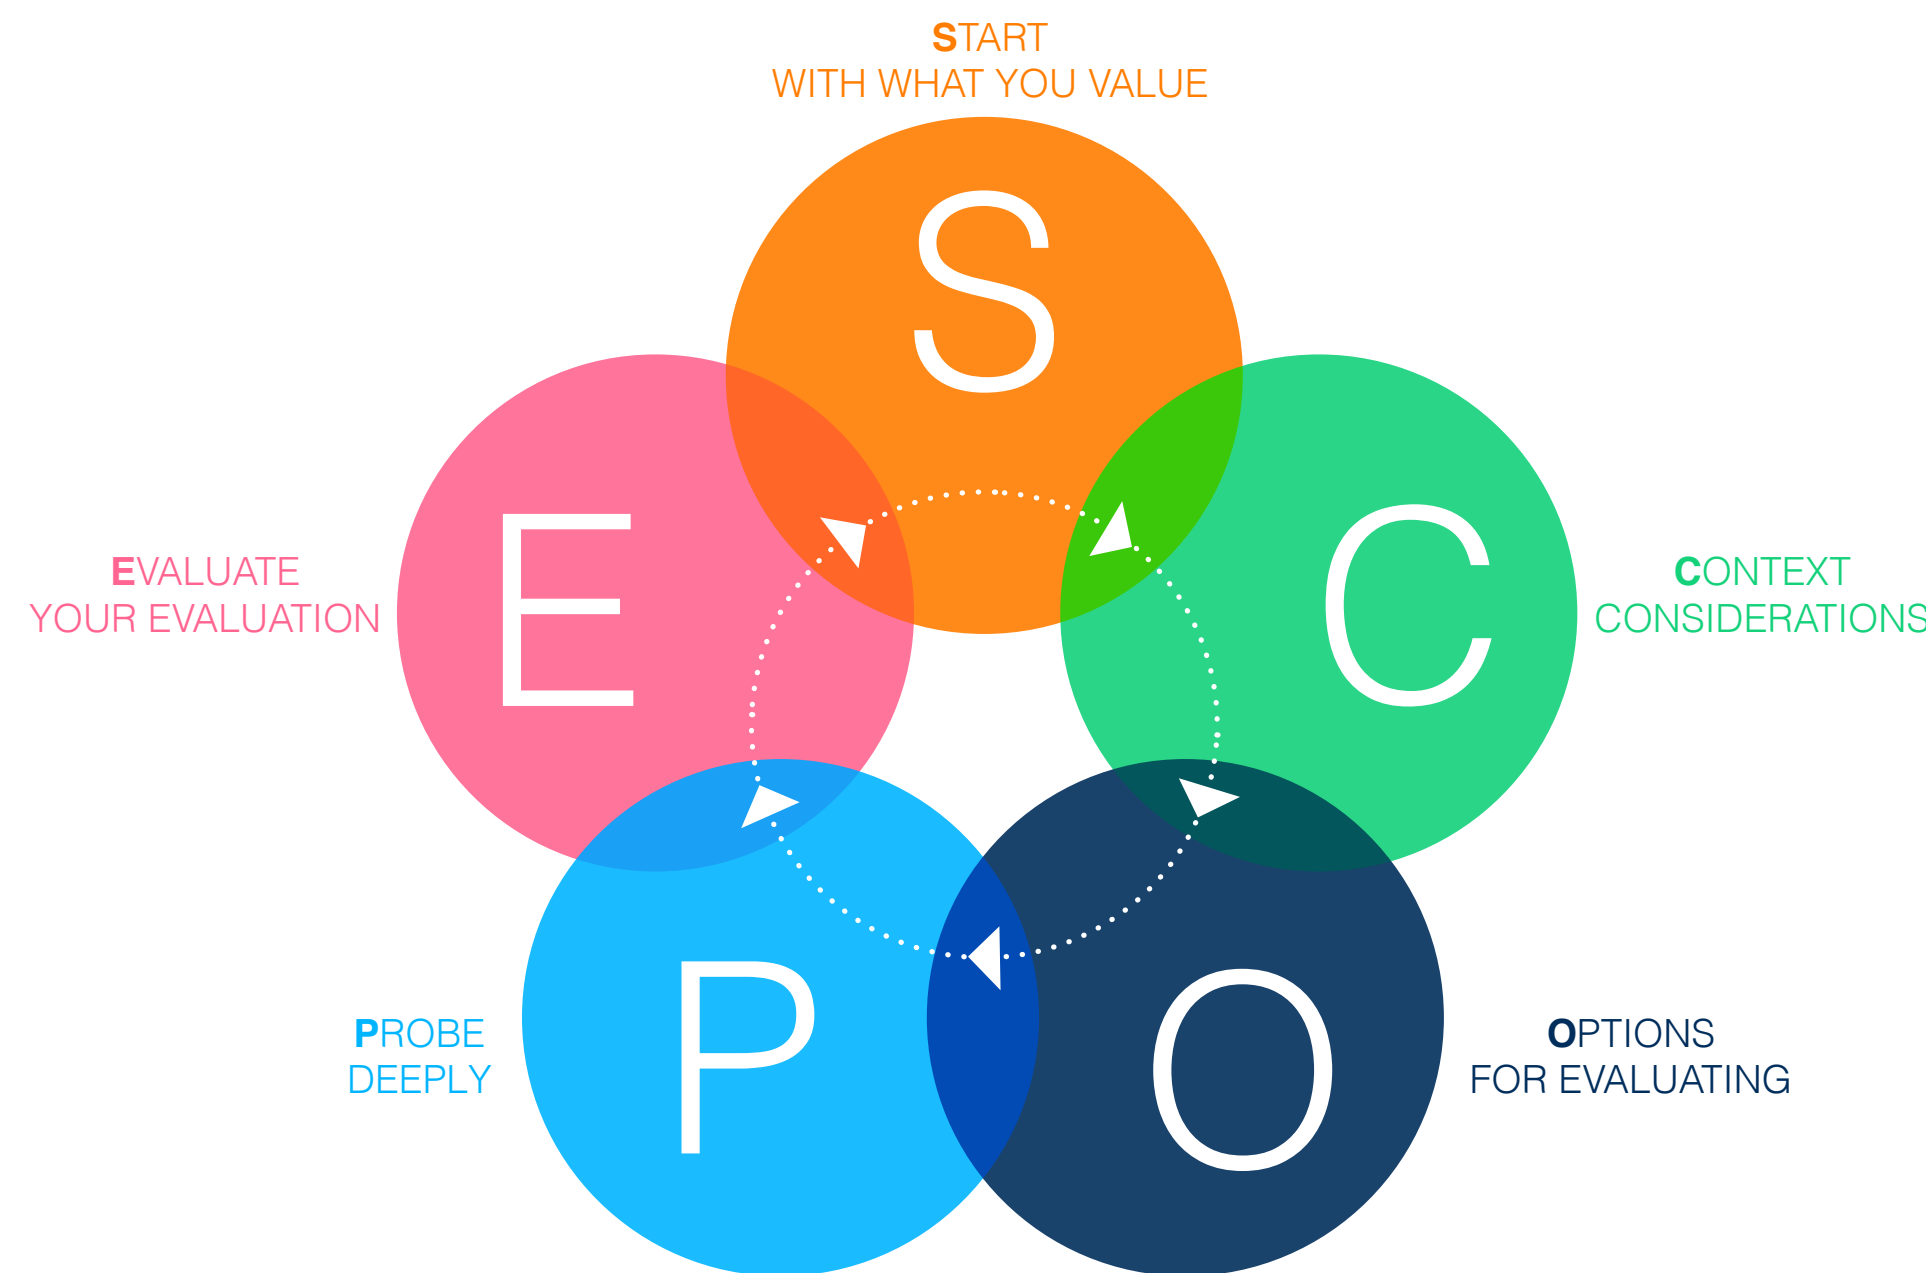 START
WITH WHAT YOU VALUE
S
C
CONTEXT
CONSIDERATIONS
O
OPTIONS
FOR EVALUATING
P
PROBE
DEEPLY
E
EVALUATE
YOUR EVALUATION